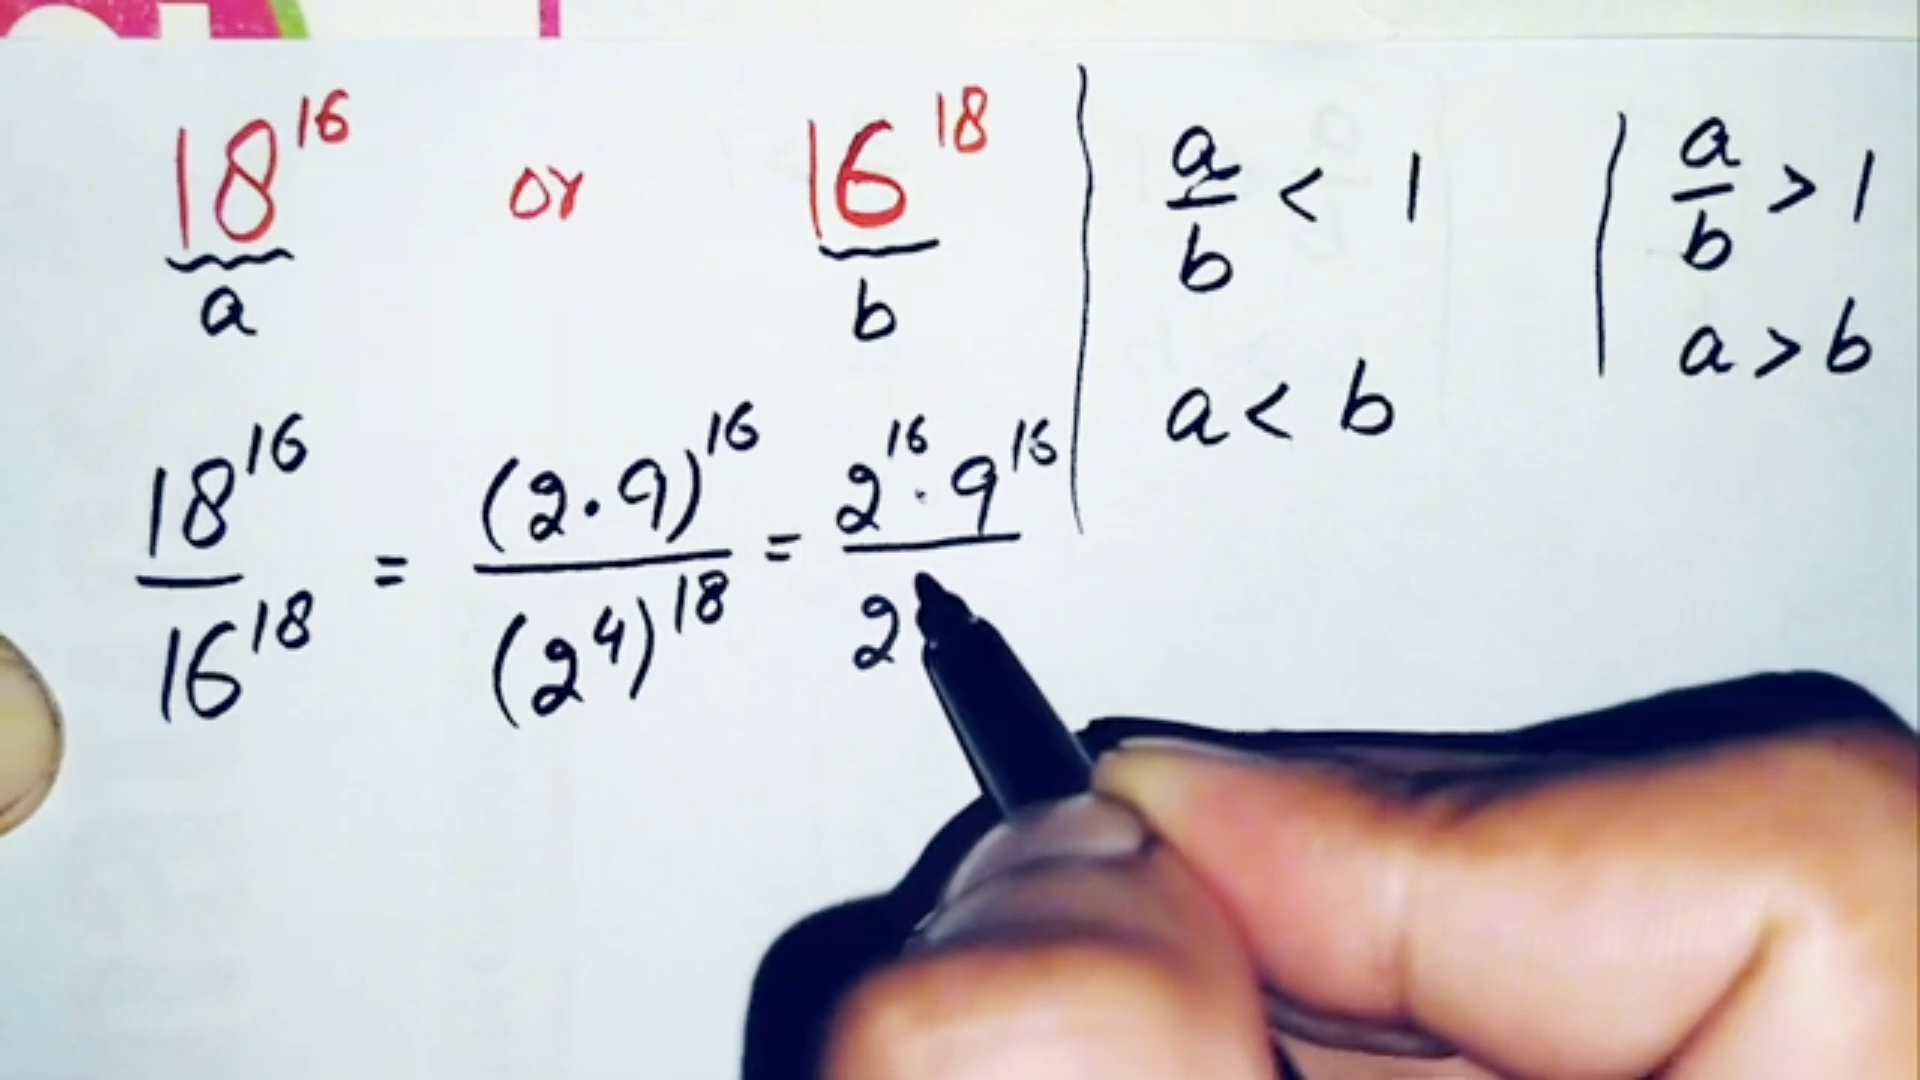 18^16 or 16^18
a b
a/b < 1
a < b
a/b > 1
a > b
18^16/16^18 = (2·9)^16/(2^4)^18 = 2^16·9^16/2